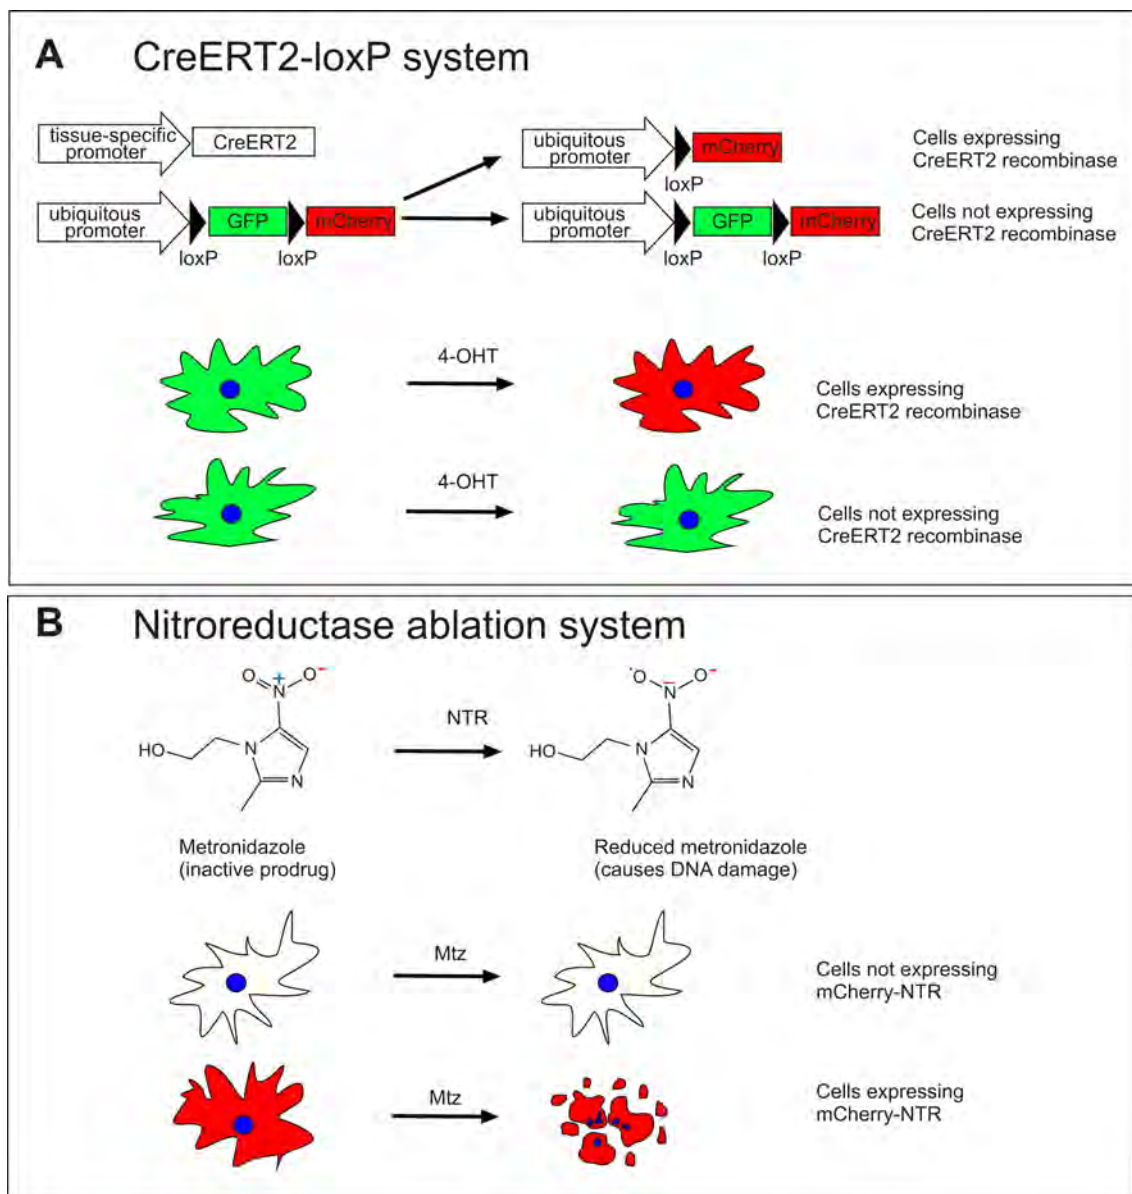 A CreERT2-loxP system
tissue-specific
promoter
CreERT2
ubiquitous
promoter
mCherry
loxP
Cells expressing
CreERT2 recombinase
ubiquitous
promoter
GFP
mCherry
loxP
loxP
ubiquitous
promoter
GFP
mCherry
loxP
loxP
Cells not expressing
CreERT2 recombinase
4-OHT
Cells expressing
CreERT2 recombinase
4-OHT
Cells not expressing
CreERT2 recombinase
B Nitroreductase ablation system
O
+
N
O-
HO
N
N
NTR
·O
N
O-
HO
N
N
Metronidazole
(inactive prodrug)
Reduced metronidazole
(causes DNA damage)
Mtz
Cells not expressing
mCherry-NTR
Mtz
Cells expressing
mCherry-NTR